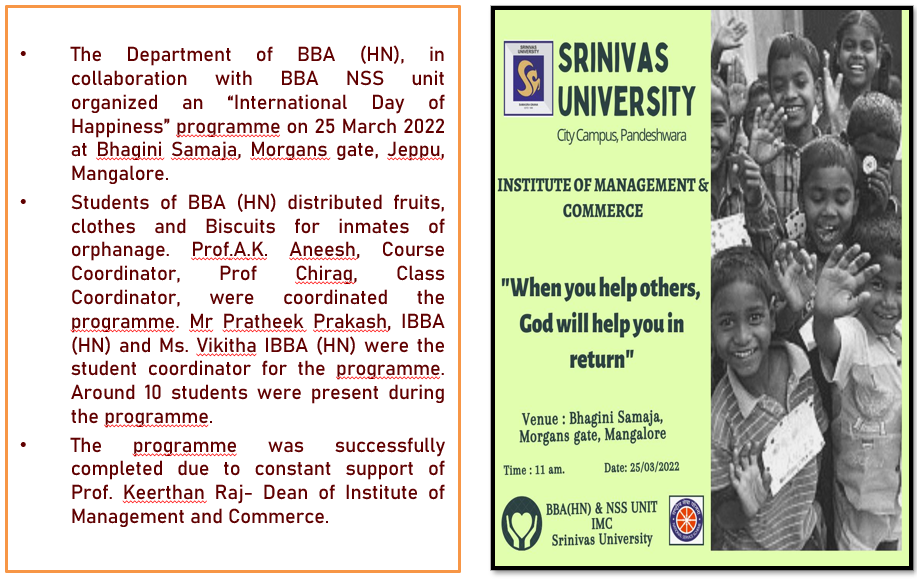 • The Department of BBA (HN), in
collaboration with BBA NSS unit
organized an “International Day of
Happiness” programme on 25 March 2022
at Bhagini Samaja, Morgans gate, Jeppu,
Mangalore.
• Students of BBA (HN) distributed fruits,
clothes and Biscuits for inmates of
orphanage. Prof.A.K. Aneesh, Course
Coordinator, Prof Chirag, Class
Coordinator, were coordinated the
programme. Mr Pratheek Prakash, IBBA
(HN) and Ms. Vikitha IBBA (HN) were the
student coordinator for the programme.
Around 10 students were present during
the programme.
• The programme was successfully
completed due to constant support of
Prof. Keerthan Raj- Dean of Institute of
Management and Commerce.
SRINIVAS
UNIVERSITY
SRINIVAS
UNIVERSITY
City Campus, Pandeshwara
INSTITUTE OF MANAGEMENT &
COMMERCE
"When you help others,
God will help you in
return"
Venue : Bhagini Samaja,
Morgans gate, Mangalore
Time : 11 am. Date: 25/03/2022
BBA(HN) & NSS UNIT
IMC
Srinivas University